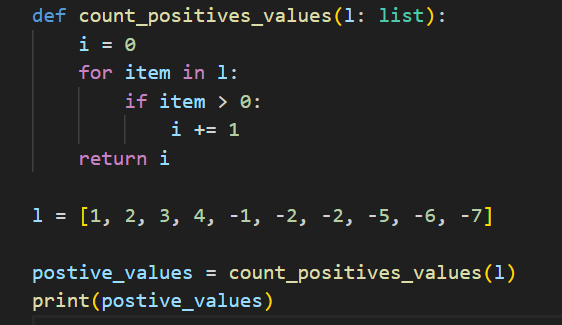 def count_positives_values(l: list):
    i = 0
    for item in l:
        if item > 0:
            i += 1
    return i
l = [1, 2, 3, 4, -1, -2, -2, -5, -6, -7]
postive_values = count_positives_values(l)
print(postive_values)